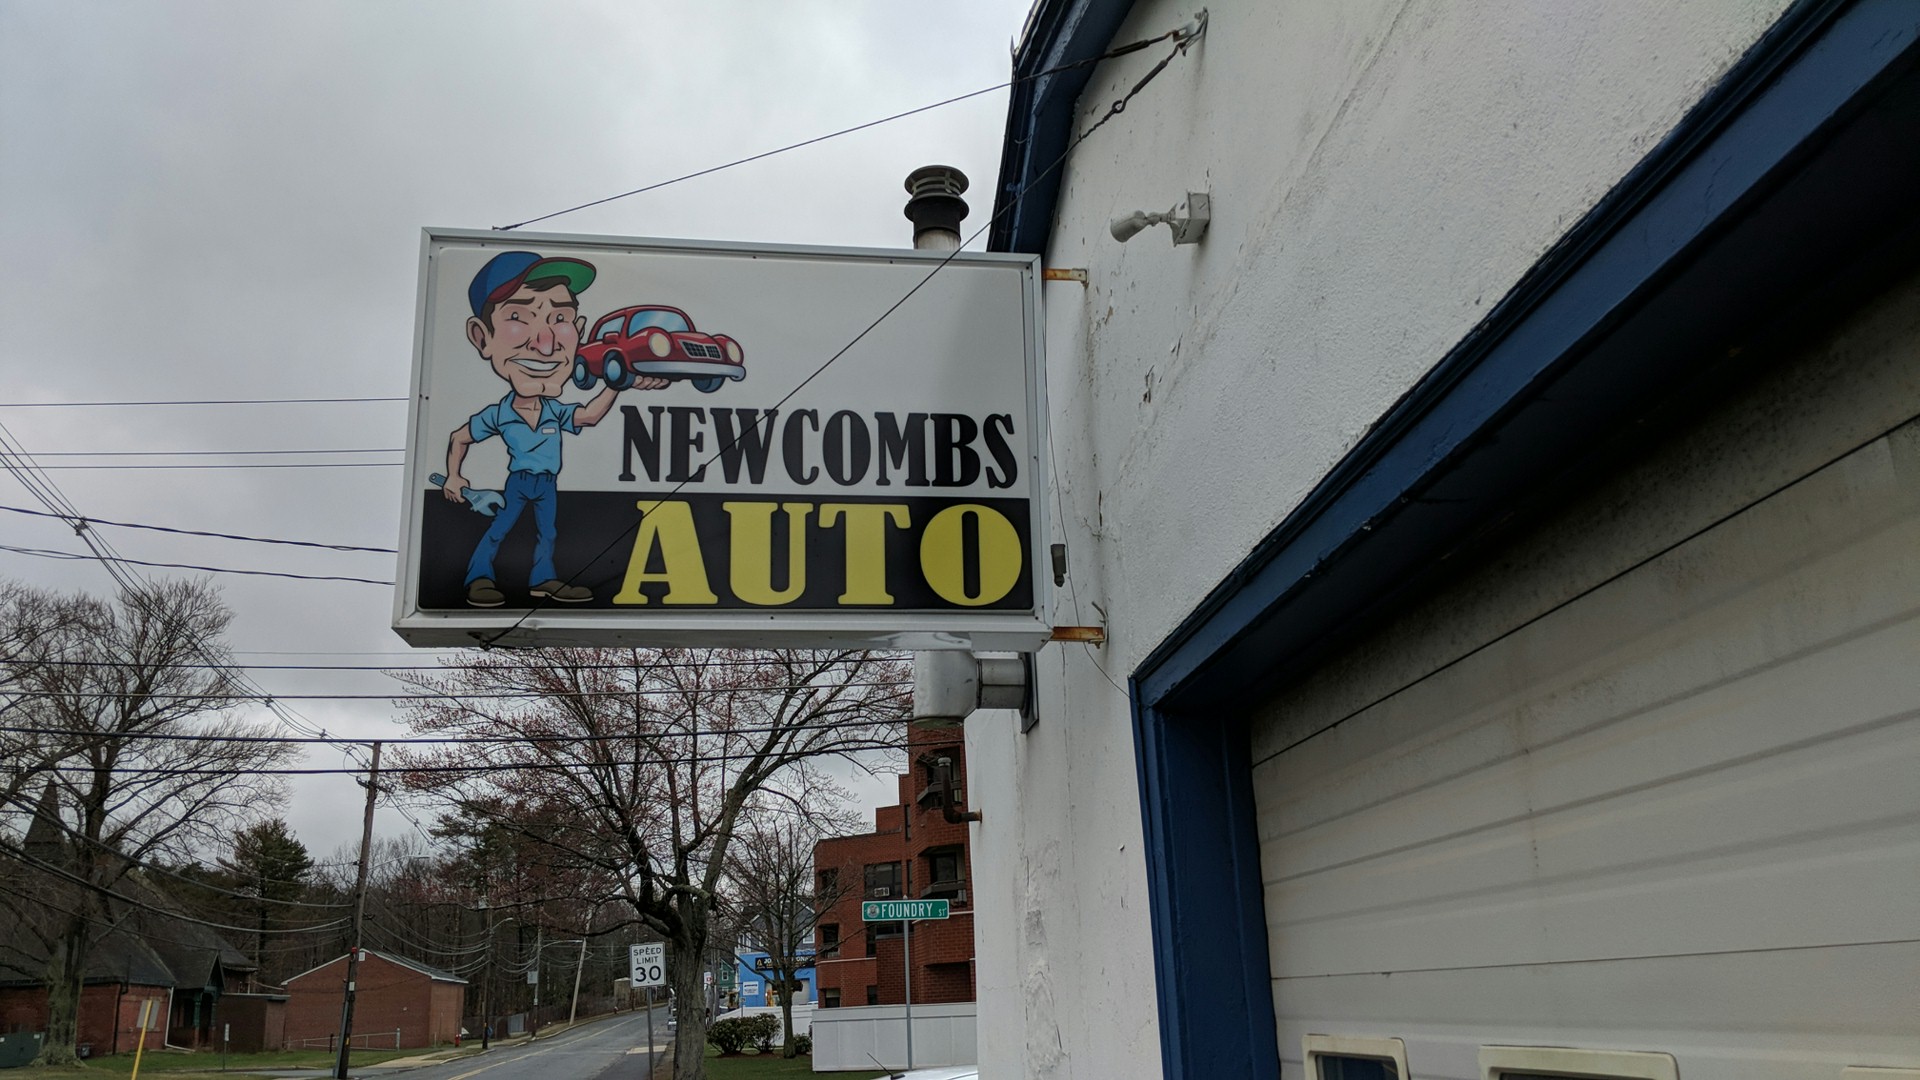 NEWCOMBS
AUTO
FOUNDRY ST
SPEED
LIMIT
30